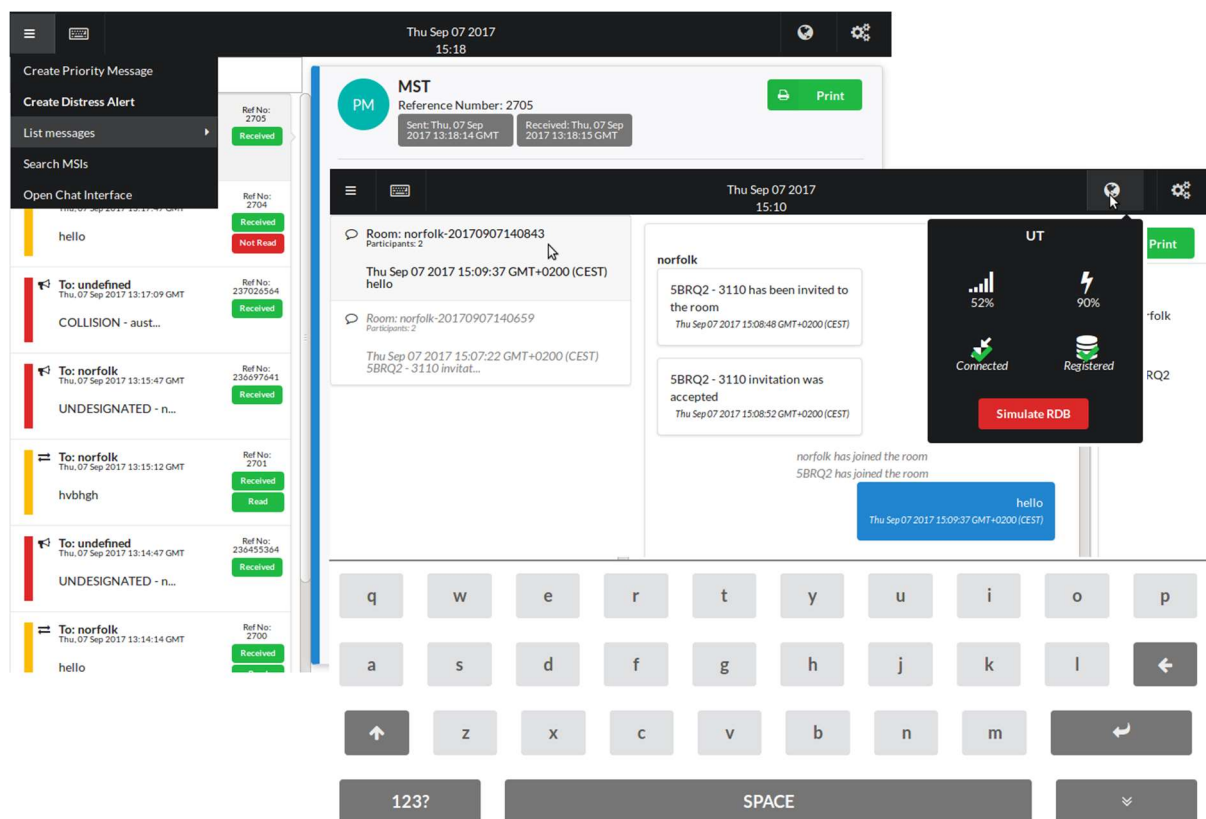 Thu Sep 07 2017
15:18
Create Priority Message
Create Distress Alert
List messages
Search MSIs
Open Chat Interface
Ref No:
2705
Received
Ref No:
2704
Received
Not Read
hello
To: undefined
Thu, 07 Sep 2017 13:17:09 GMT
COLLISION - aust...
Ref No:
237026564
Received
To: norfolk
Thu, 07 Sep 2017 13:15:47 GMT
UNDESIGNATED - n...
Ref No:
236697641
Received
To: norfolk
Thu, 07 Sep 2017 13:15:12 GMT
hvbhgh
Ref No:
2701
Received
Read
To: undefined
Thu, 07 Sep 2017 13:14:47 GMT
UNDESIGNATED - n...
Ref No:
236455364
Received
To: norfolk
Thu, 07 Sep 2017 13:14:14 GMT
hello
Ref No:
2700
Received
PM
MST
Reference Number: 2705
Sent: Thu, 07 Sep
2017 13:18:14 GMT
Received: Thu, 07 Sep
2017 13:18:15 GMT
Print
Thu Sep 07 2017
15:10
Room: norfolk-20170907140843
Participants: 2
Thu Sep 07 2017 15:09:37 GMT+0200 (CEST)
hello
Room: norfolk-20170907140659
Participants: 2
Thu Sep 07 2017 15:07:22 GMT+0200 (CEST)
5BRQ2 - 3110 invitat...
norfolk
5BRQ2 - 3110 has been invited to
the room
Thu Sep 07 2017 15:08:48 GMT+0200 (CEST)
5BRQ2 - 3110 invitation was
accepted
Thu Sep 07 2017 15:08:52 GMT+0200 (CEST)
norfolk has joined the room
5BRQ2 has joined the room
hello
Thu Sep 07 2017 15:09:37 GMT+0200 (CEST)
UT
52%
90%
Connected
Registered
Simulate RDB
Print
rfolk
RQ2
q w e r t y u i o p
a s d f g h j k l
z x c v b n m
123?
SPACE